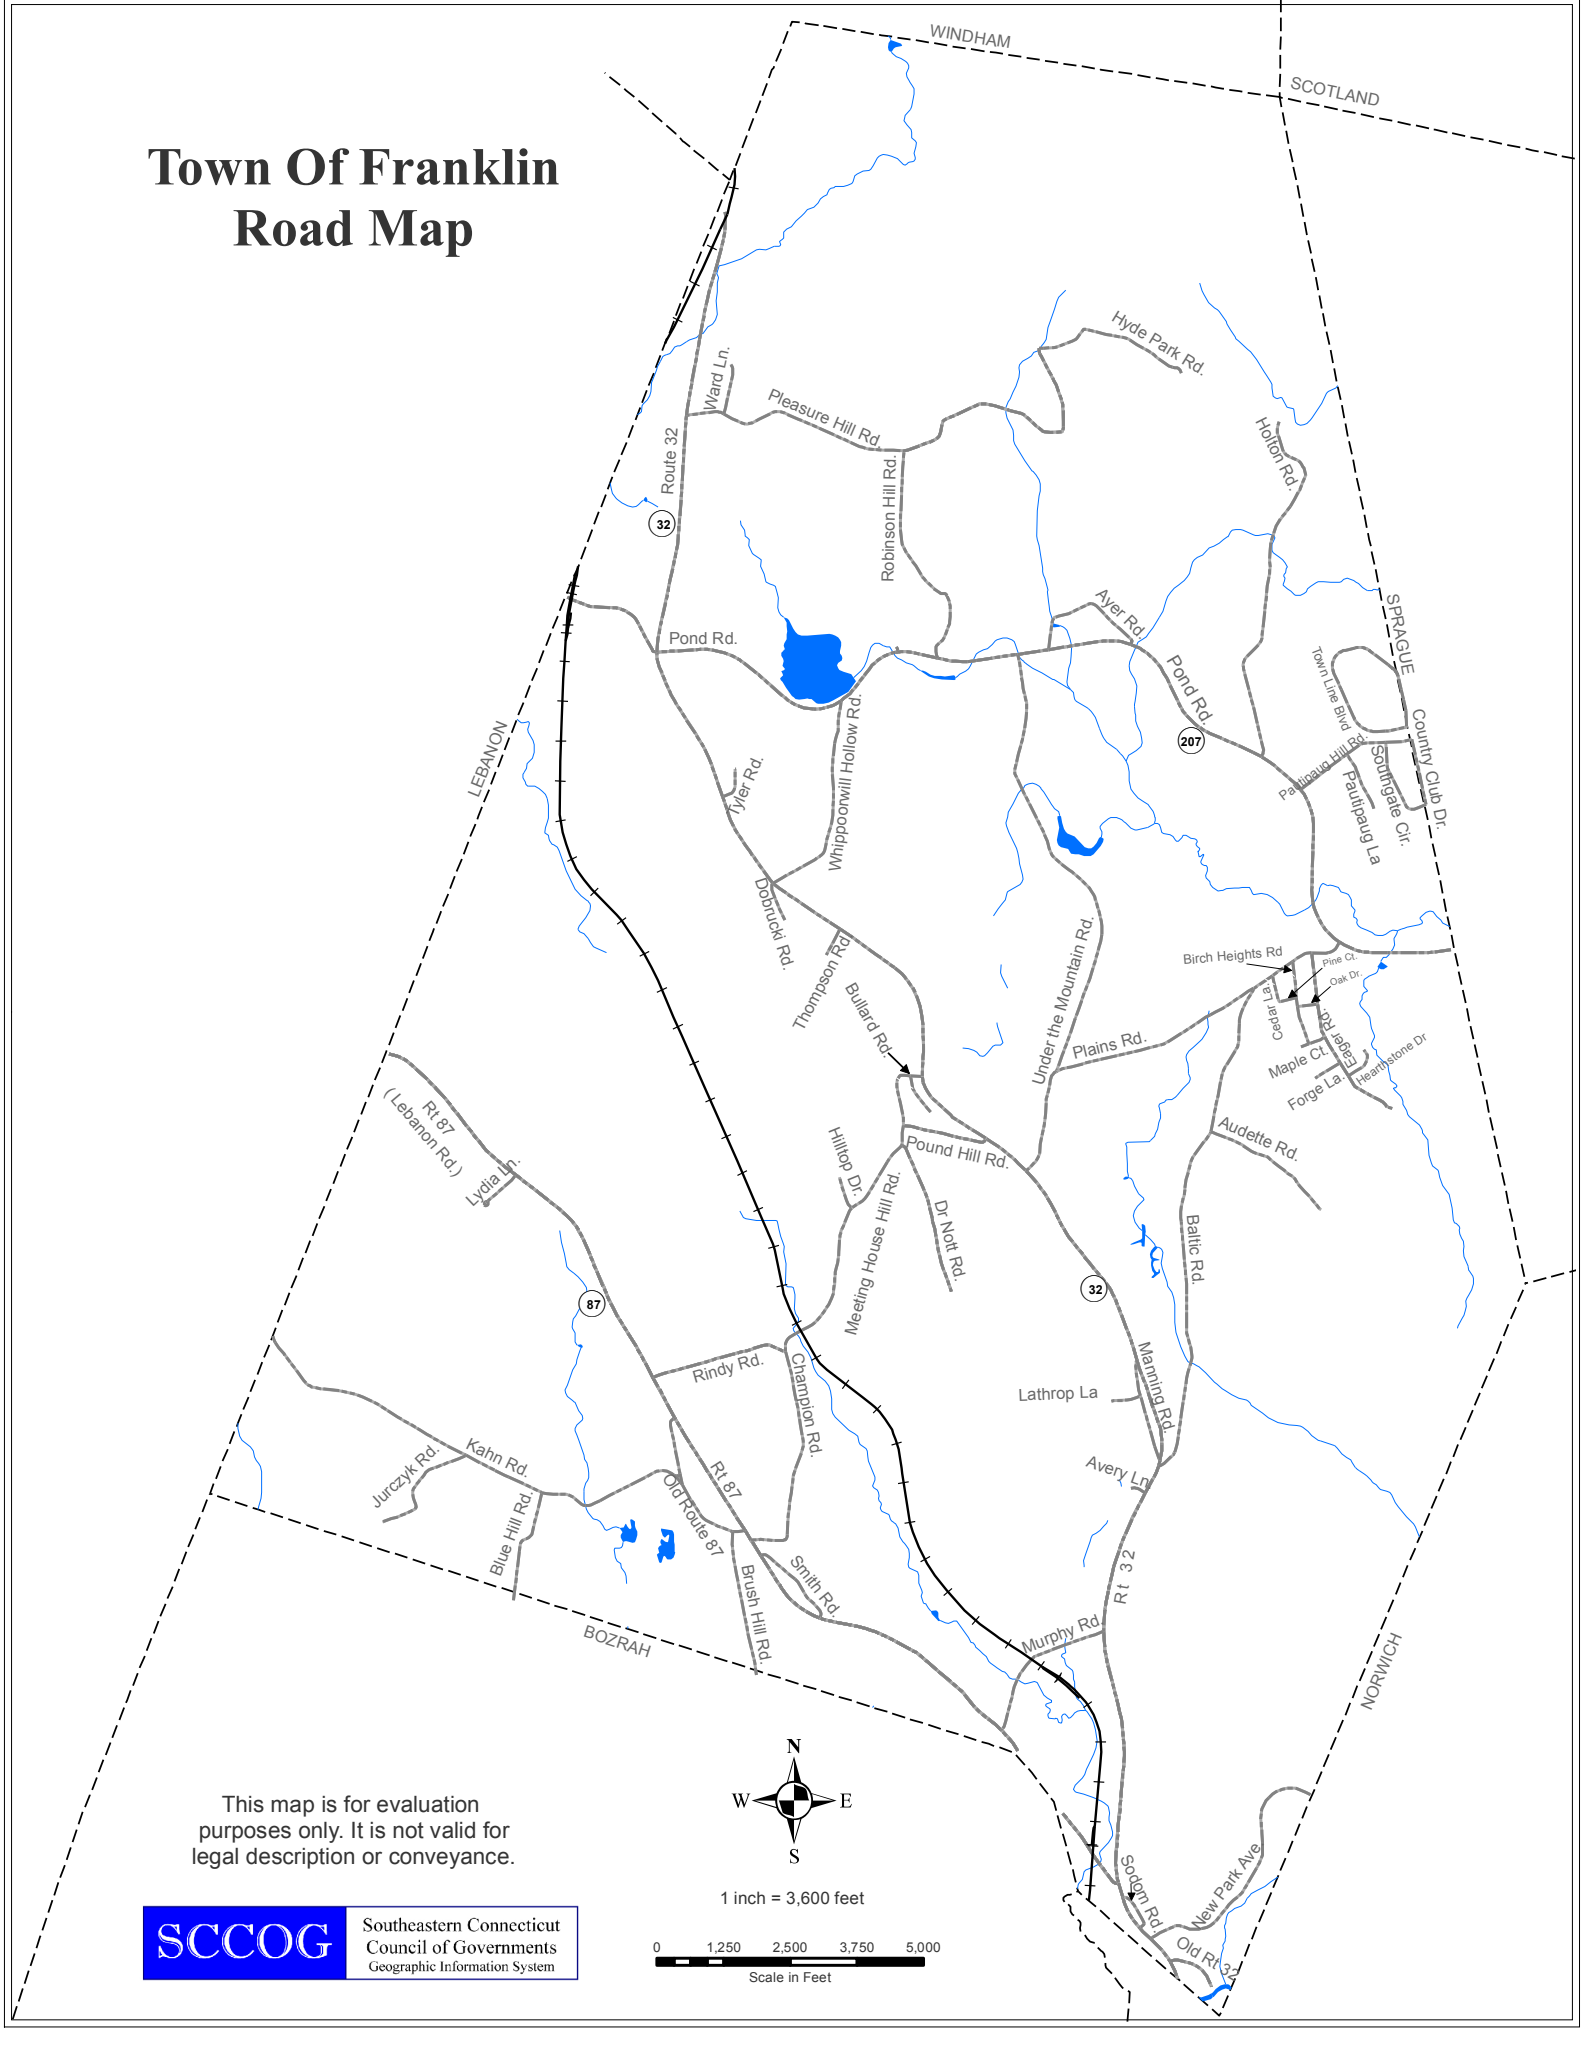 WINDHAM
SCOTLAND
Town Of Franklin
Road Map
Hyde Park Rd.
Ward Ln.
Pleasure Hill Rd.
Route 32
Holton Rd.
Robinson Hill Rd.
32
SPRAGUE
Ayer Rd.
Pond Rd.
Pond Rd.
Town Line Blvd
207
Country Club Dr.
Pautipaug Hill Rd.
Southgate Cir.
Pautipaug La
LEBANON
Tyler Rd.
Whippoorwill Hollow Rd.
Dobrucki Rd.
Thompson Rd
Under the Mountain Rd.
Birch Heights Rd
Pine Ct.
Oak Dr.
Cedar La.
Bullard Rd.
Eager Rd.
Plains Rd.
Maple Ct.
Hearthstone Dr
Forge La.
Rt 87
( Lebanon Rd.)
Lydia Ln.
Audette Rd.
Hilltop Dr.
Pound Hill Rd.
Meeting House Hill Rd.
Dr Nott Rd.
Baltic Rd.
32
87
Rindy Rd.
Champion Rd.
Manning Rd.
Lathrop La
Kahn Rd.
Jurczyk Rd.
Blue Hill Rd.
Old Route 87
Rt 87
Avery Ln
Smith Rd.
Brush Hill Rd.
Rt 32
BOZRAH
Murphy Rd.
NORWICH
N
W
E
S
This map is for evaluation
purposes only. It is not valid for
legal description or conveyance.
1 inch = 3,600 feet
Sodom Rd.
New Park Ave
Old Rt 32
SCCOG
Southeastern Connecticut
Council of Governments
Geographic Information System
0 1,250 2,500 3,750 5,000
Scale in Feet